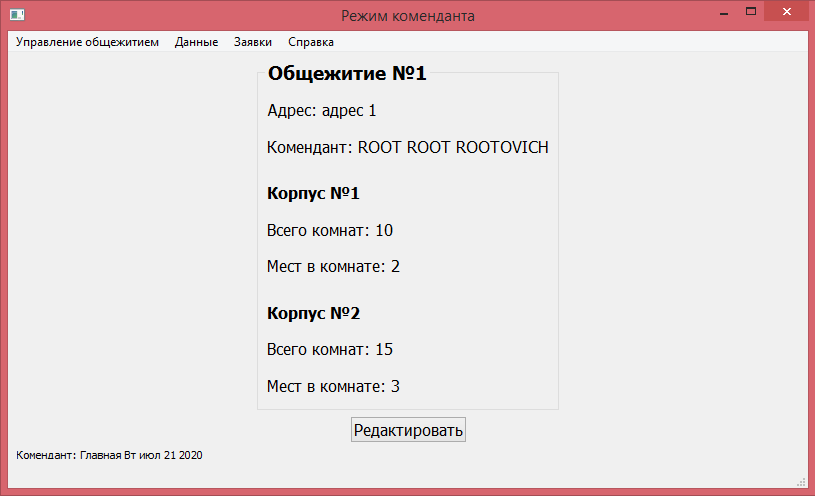 Режим коменданта
Управление общежитием Данные Заявки Справка
Общежитие №1
Адрес: адрес 1
Комендант: ROOT ROOT ROOTOVICH
Корпус №1
Всего комнат: 10
Мест в комнате: 2
Корпус №2
Всего комнат: 15
Мест в комнате: 3
Редактировать
Комендант: Главная Вт июл 21 2020